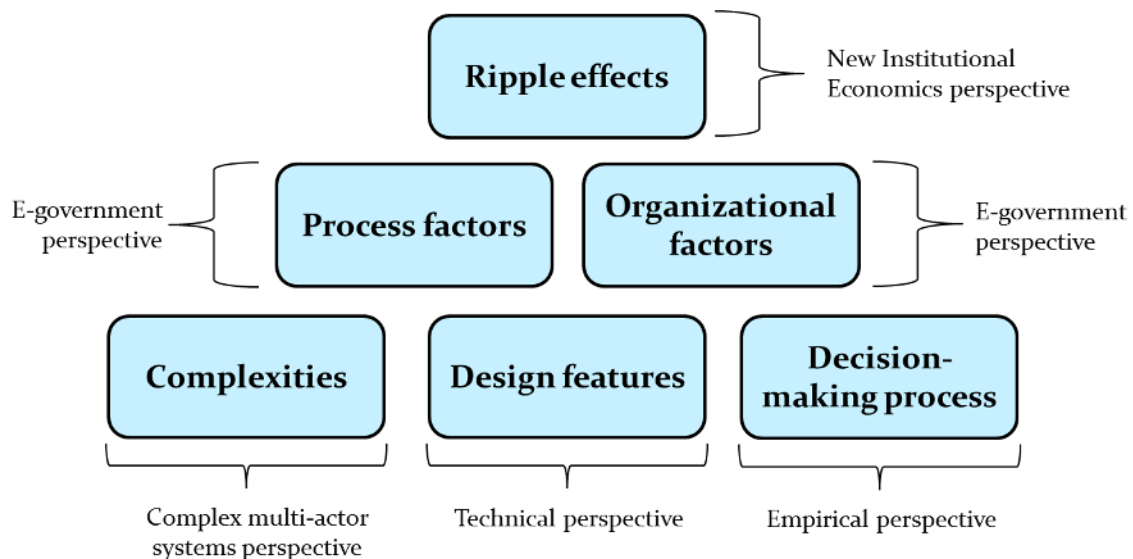 Ripple effects
New Institutional
Economics perspective
E-government
perspective
Process factors
Organizational
factors
E-government
perspective
Complexities
Design features
Decision-
making process
Complex multi-actor
systems perspective
Technical perspective
Empirical perspective